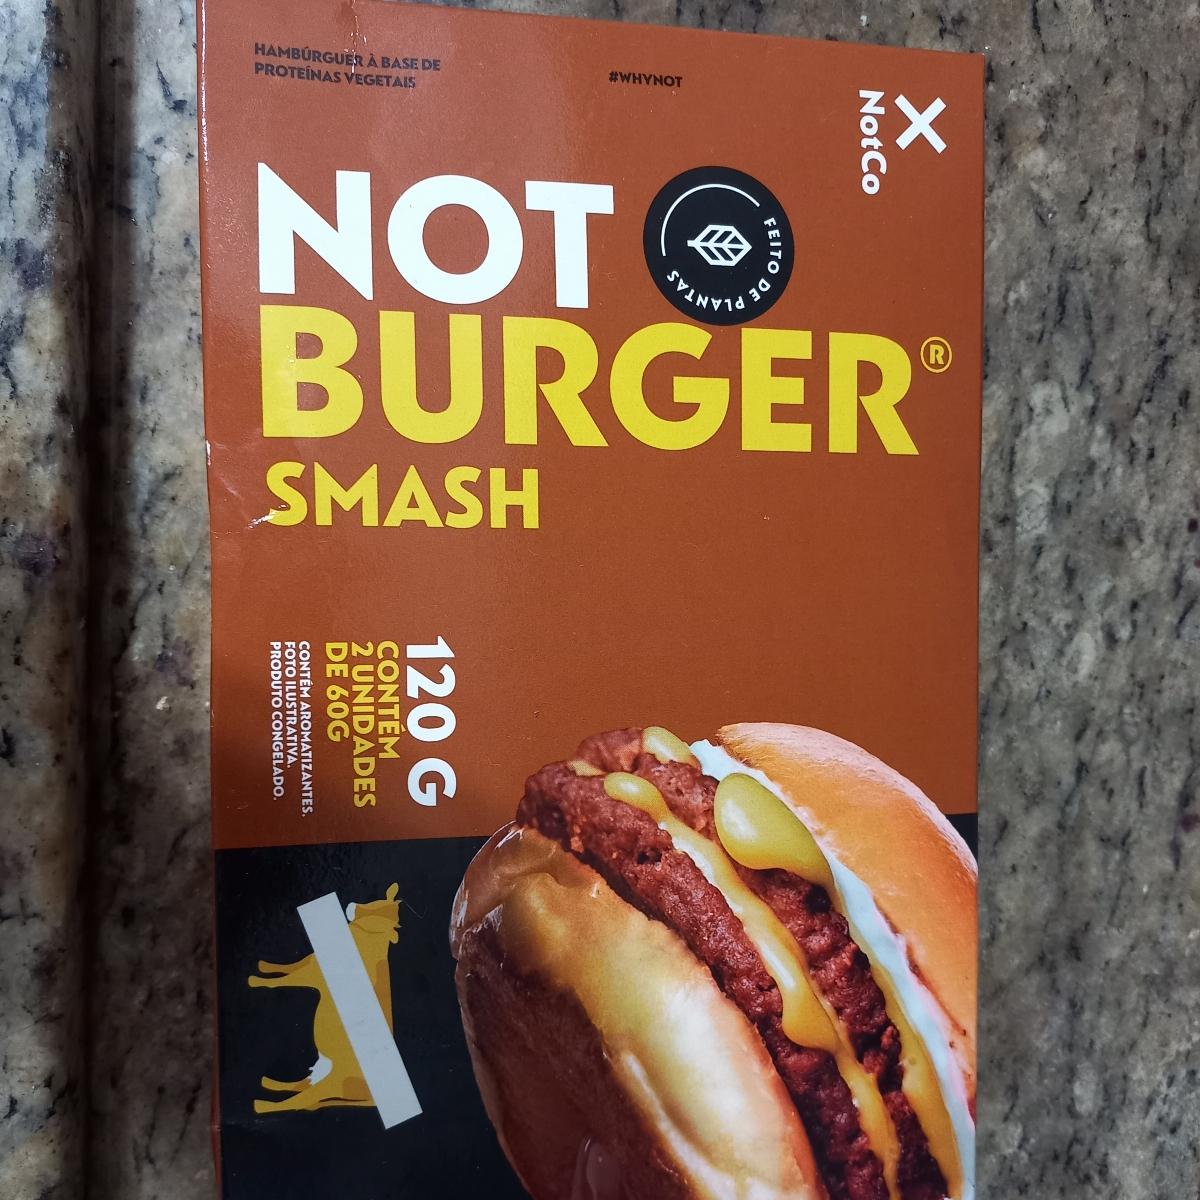 HAMBÚRGUER À BASE DE
PROTEÍNAS VEGETAIS
#WHYNOT
NotCo
NOT
FEITO DE PLANTAS
BURGER®
SMASH
120 G
CONTÉM
2 UNIDADES
DE 60G
CONTÉM AROMATIZANTES.
FOTO ILUSTRATIVA.
PRODUTO CONGELADO.